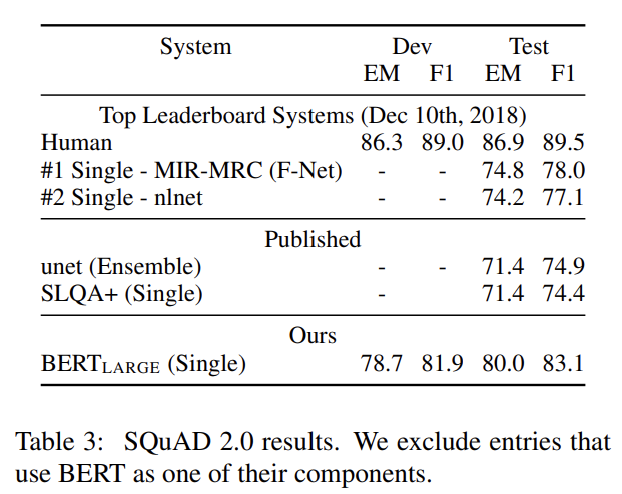 System Dev Test
EM F1 EM F1
Top Leaderboard Systems (Dec 10th, 2018)
Human 86.3 89.0 86.9 89.5
#1 Single - MIR-MRC (F-Net) - - 74.8 78.0
#2 Single - nlnet - - 74.2 77.1
Published
unet (Ensemble) - - 71.4 74.9
SLQA+ (Single) - 71.4 74.4
Ours
BERTLARGE (Single) 78.7 81.9 80.0 83.1
Table 3: SQuAD 2.0 results. We exclude entries that
use BERT as one of their components.